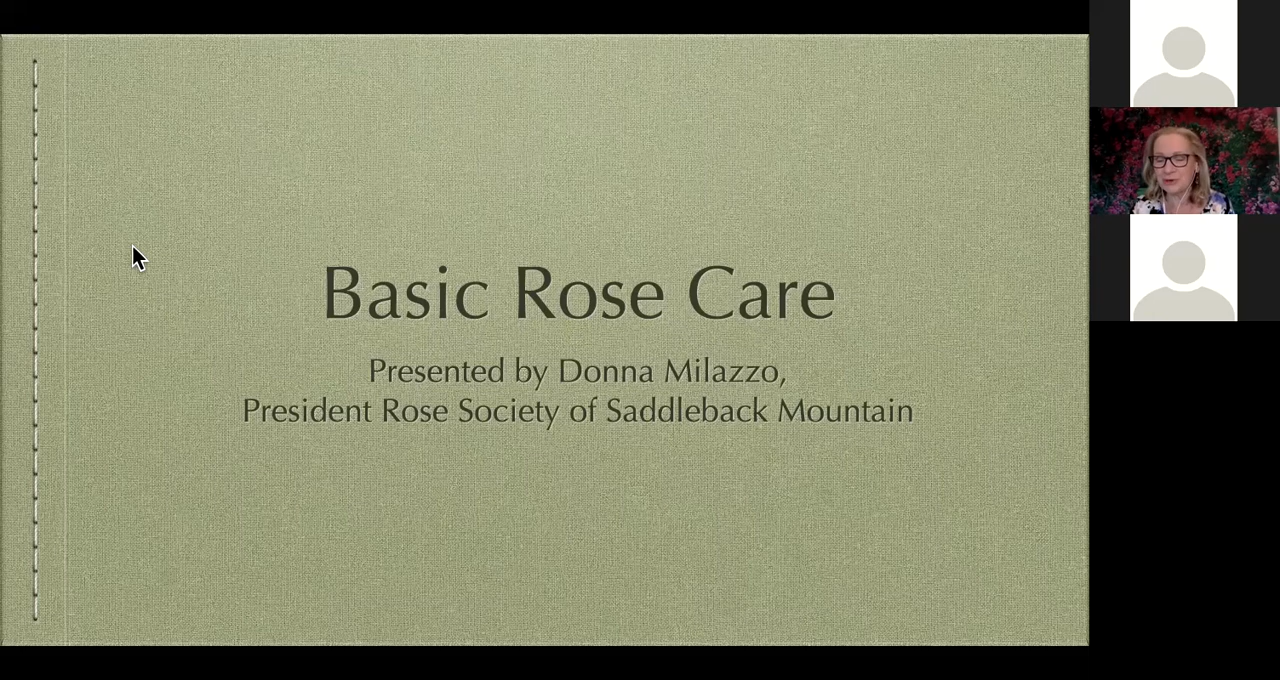 Basic Rose Care
Presented by Donna Milazzo,
President Rose Society of Saddleback Mountain